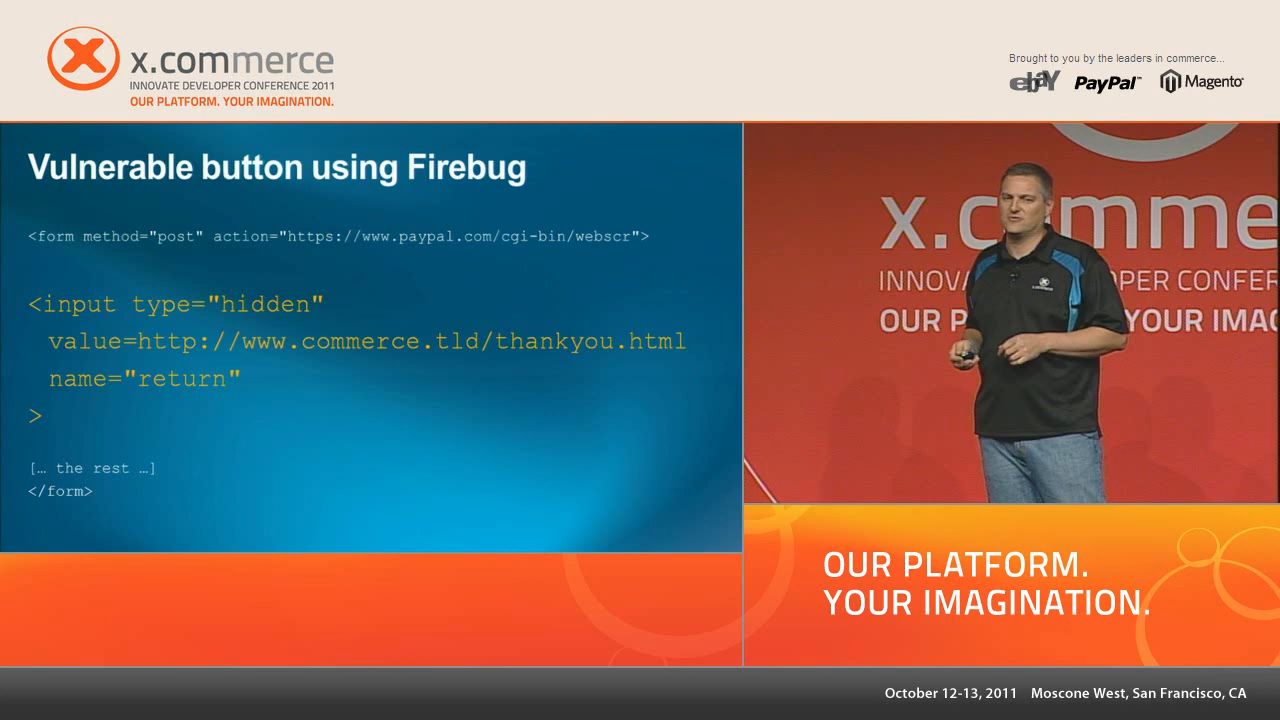 x.commerce
INNOVATE DEVELOPER CONFERENCE 2011
OUR PLATFORM. YOUR IMAGINATION.
Brought to you by the leaders in commerce...
ebaY PayPal™ Magento®
Vulnerable button using Firebug
<form method="post" action="https://www.paypal.com/cgi-bin/webscr">
<input type="hidden"
value=http://www.commerce.tld/thankyou.html
name="return"
>
[… the rest …]
</form>
x.c mme
INNOVA PER CONFER
OUR P YOUR IMAG
OUR PLATFORM.
YOUR IMAGINATION.
October 12-13, 2011 Moscone West, San Francisco, CA